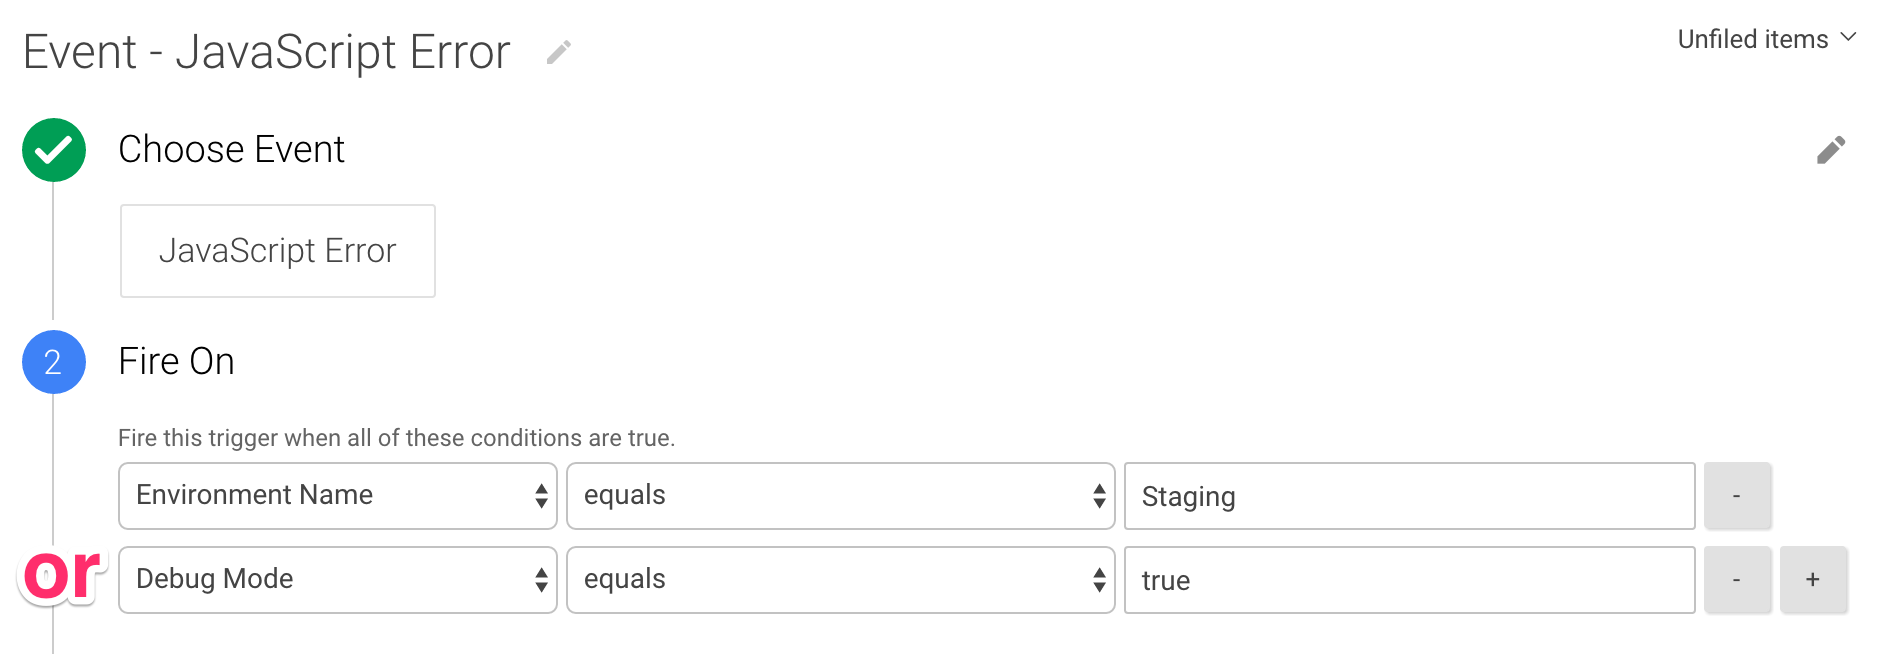 Event - JavaScript Error
Unfiled items
Choose Event
JavaScript Error
2 Fire On
Fire this trigger when all of these conditions are true.
Environment Name equals Staging -
or Debug Mode equals true - +